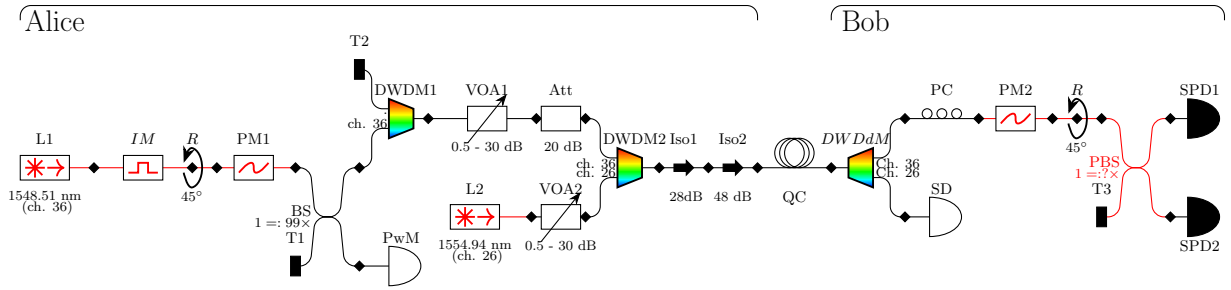 Alice
Bob
T2
DWDM1
ch. 36
VOA1
0.5 - 30 dB
Att
20 dB
DWDM2
ch. 36
ch. 26
Iso1
28dB
Iso2
48 dB
QC
DWDdM
Ch. 36
Ch. 26
PC
PM2
R
45°
SPD1
PBS
1 =:?×
T3
SPD2
SD
L1
1548.51 nm
(ch. 36)
IM
R
45°
PM1
BS
1 =: 99×
T1
PwM
L2
1554.94 nm
(ch. 26)
VOA2
0.5 - 30 dB